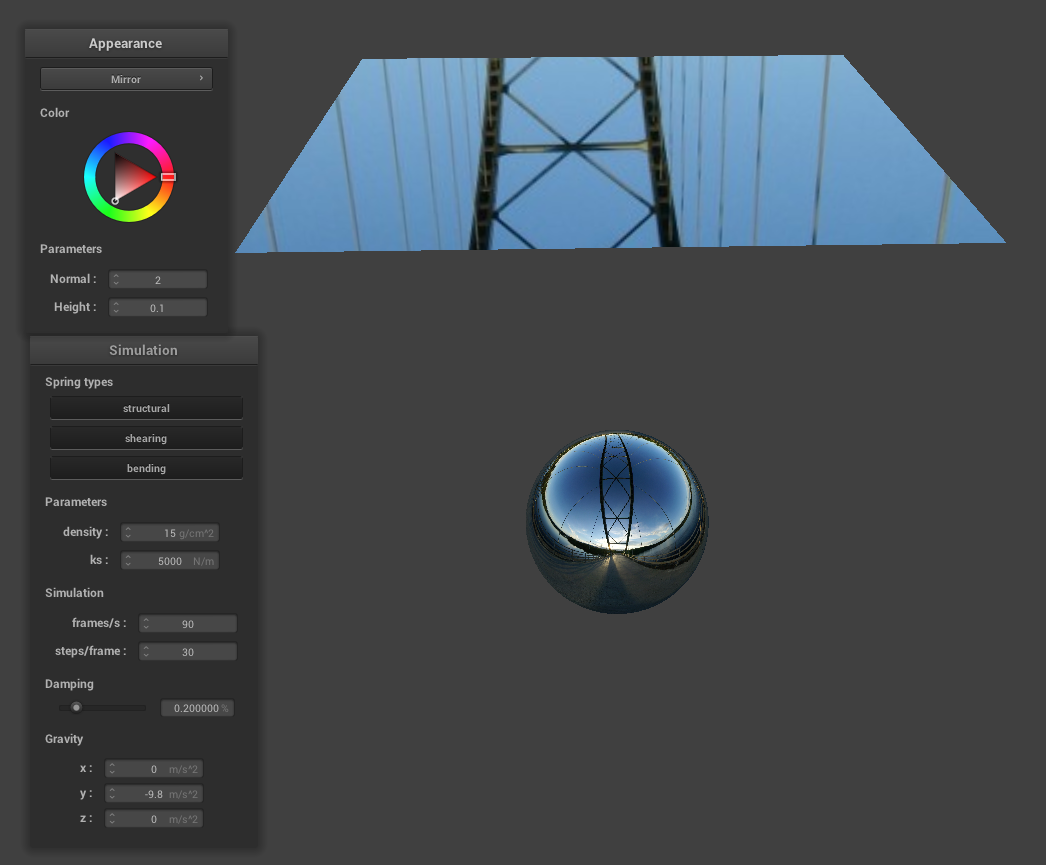 Appearance
Mirror
Color
Parameters
Normal : 2
Height : 0.1
Simulation
Spring types
structural
shearing
bending
Parameters
density : 15 g/cm^2
ks : 5000 N/m
Simulation
frames/s : 90
steps/frame : 30
Damping
0.200000 %
Gravity
x : 0 m/s^2
y : -9.8 m/s^2
z : 0 m/s^2